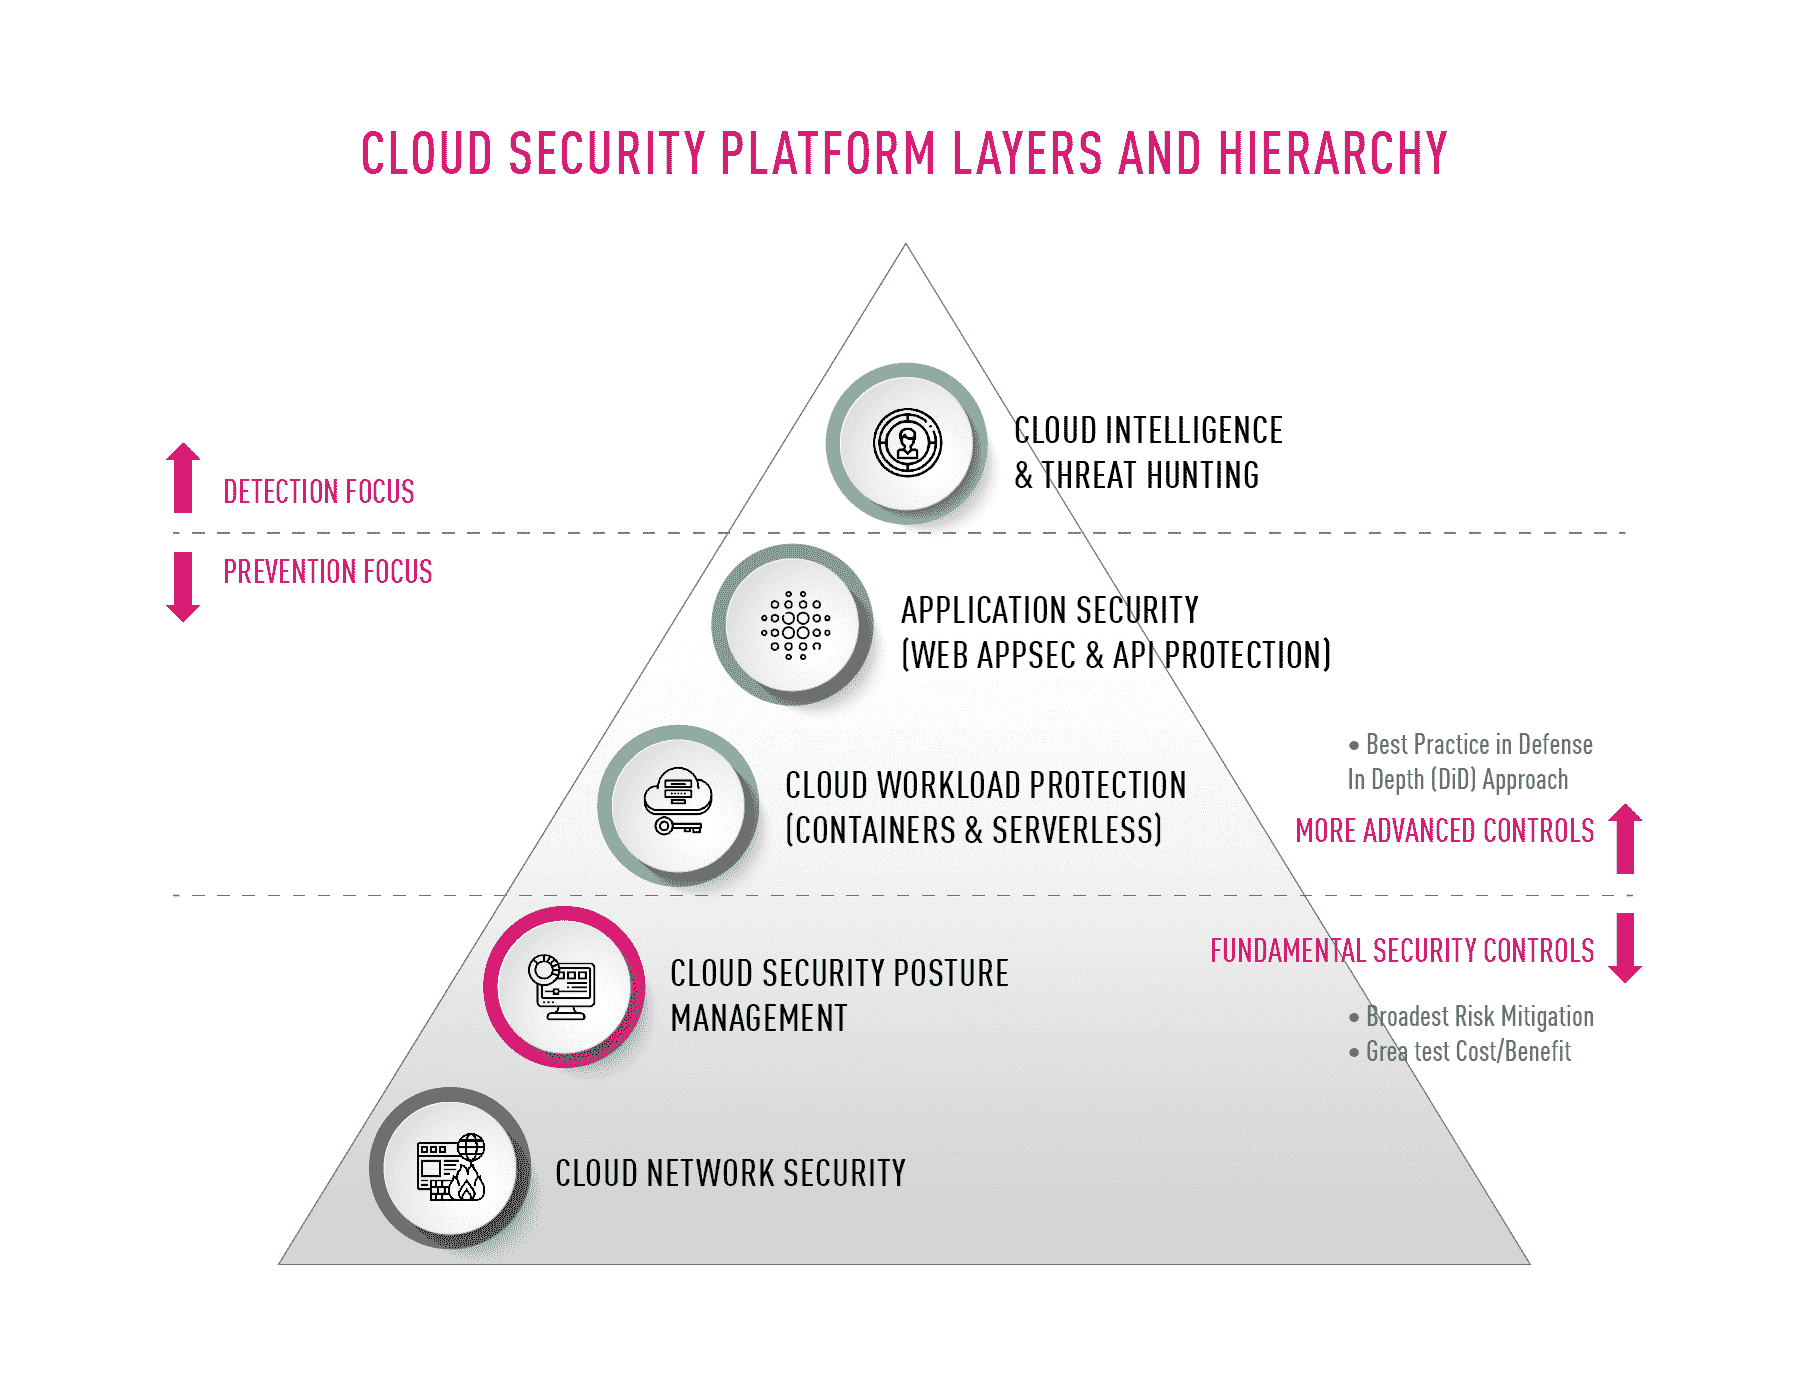 CLOUD SECURITY PLATFORM LAYERS AND HIERARCHY
CLOUD INTELLIGENCE
& THREAT HUNTING
DETECTION FOCUS
PREVENTION FOCUS
APPLICATION SECURITY
(WEB APPSEC & API PROTECTION)
• Best Practice in Defense
In Depth (DiD) Approach
CLOUD WORKLOAD PROTECTION
(CONTAINERS & SERVERLESS)
MORE ADVANCED CONTROLS
FUNDAMENTAL SECURITY CONTROLS
CLOUD SECURITY POSTURE
MANAGEMENT
• Broadest Risk Mitigation
• Grea test Cost/Benefit
CLOUD NETWORK SECURITY